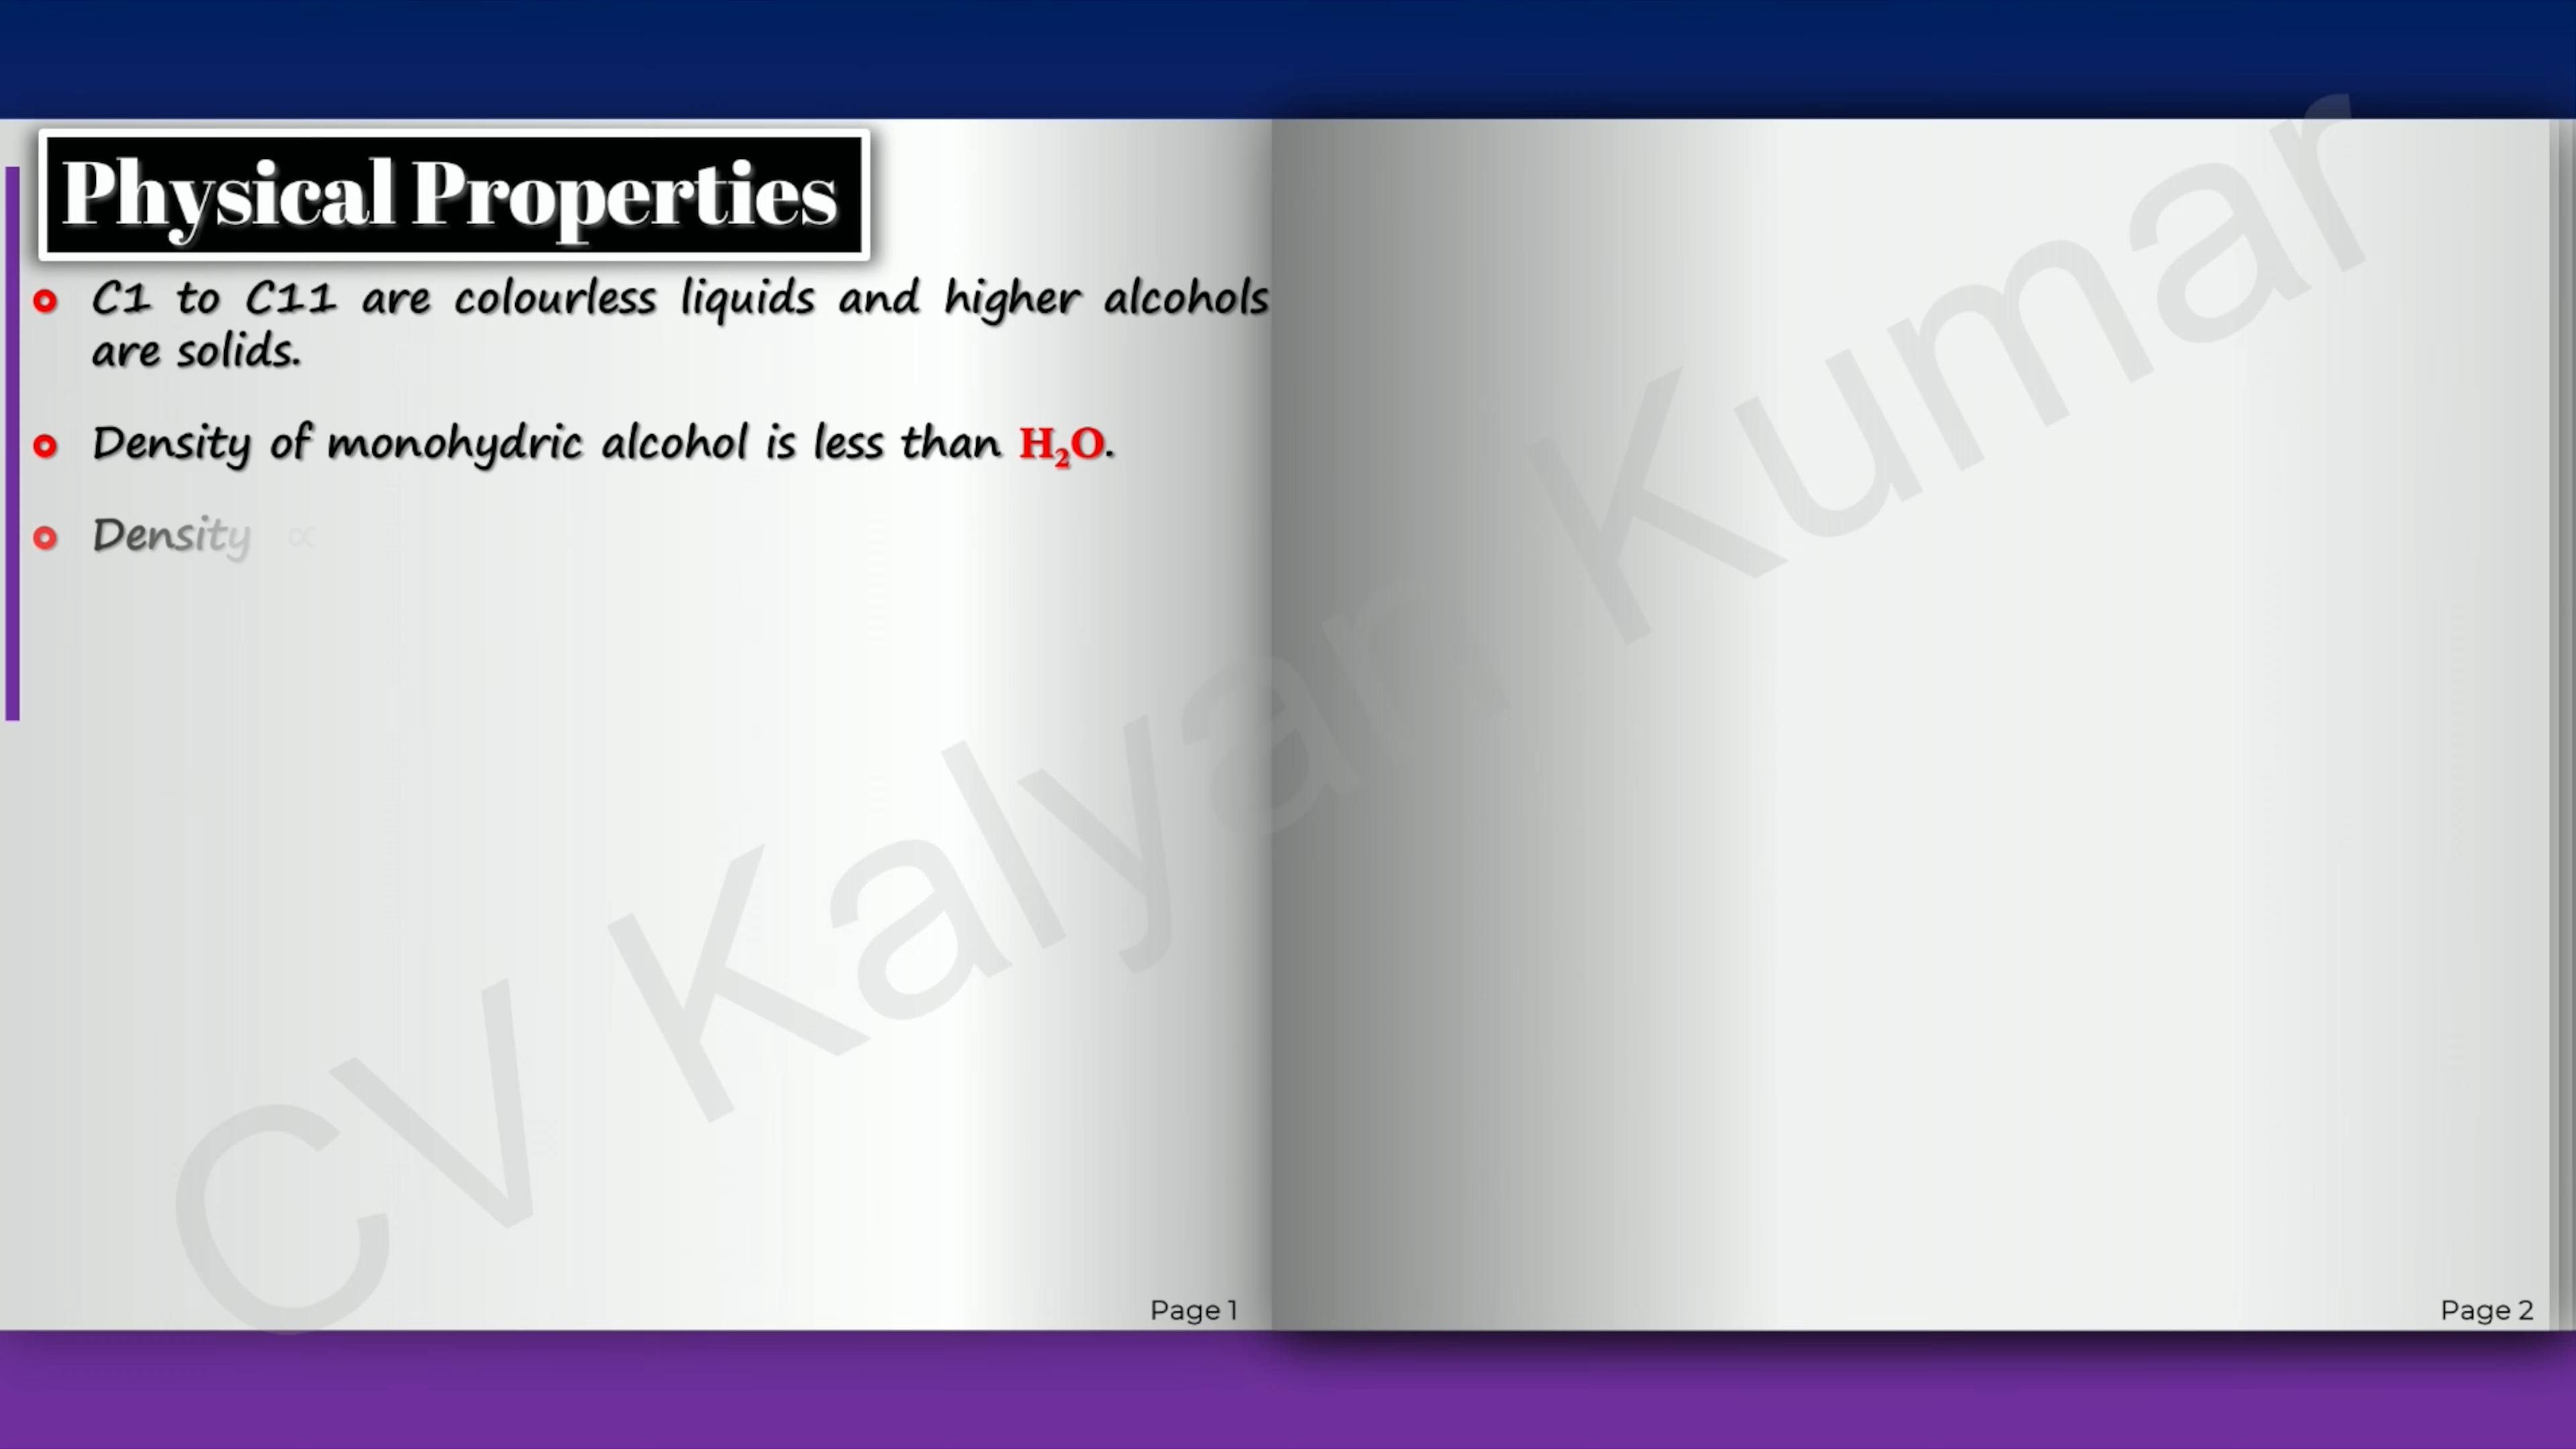 Physical Properties
C1 to C11 are colourless liquids and higher alcohols
are solids.
Density of monohydric alcohol is less than H₂O.
Density ∝
CV Kalyan Kumar
Page 1
Page 2